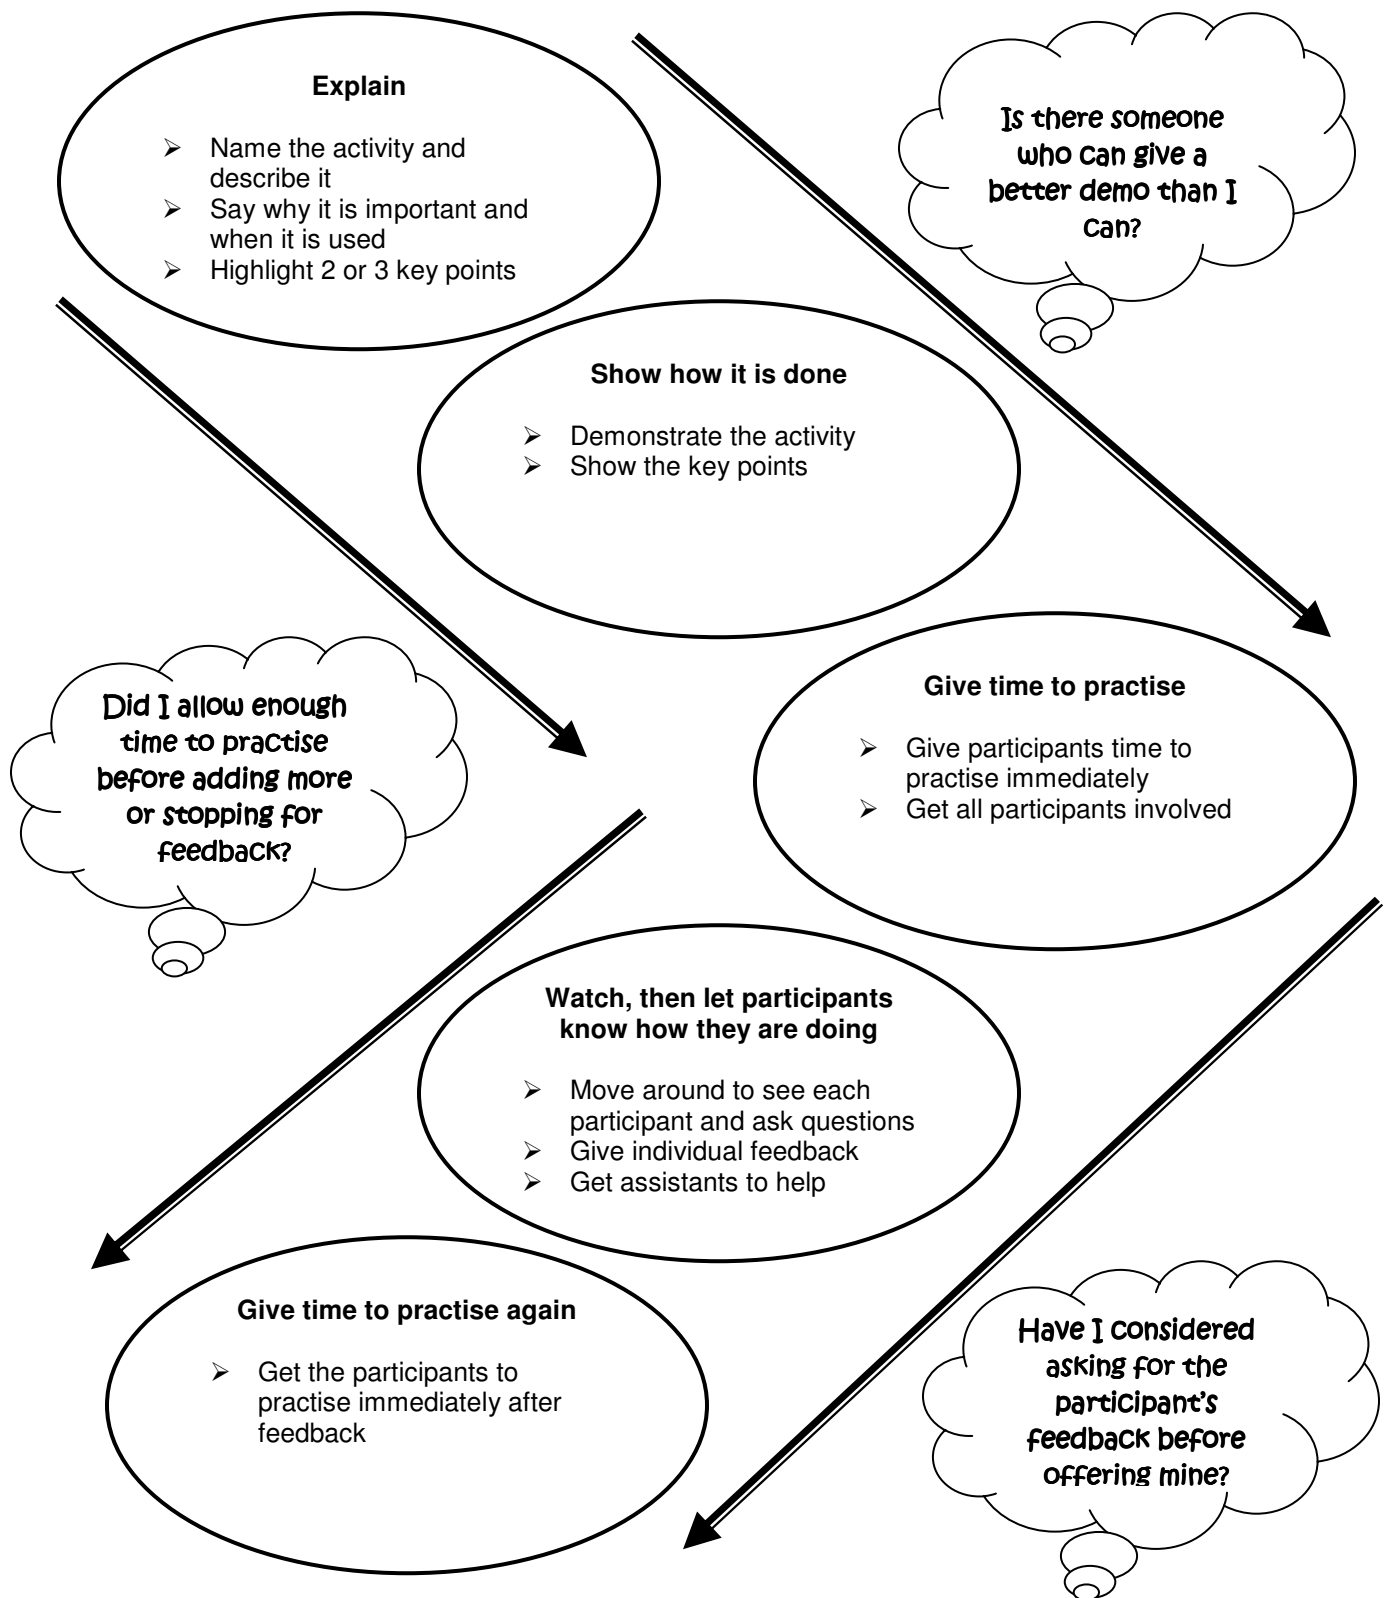 Explain
➢ Name the activity and
describe it
➢ Say why it is important and
when it is used
➢ Highlight 2 or 3 key points
Is there someone
who can give a
better demo than I
can?
Show how it is done
➢ Demonstrate the activity
➢ Show the key points
Did I allow enough
time to practise
before adding more
or stopping for
feedback?
Give time to practise
➢ Give participants time to
practise immediately
➢ Get all participants involved
Watch, then let participants
know how they are doing
➢ Move around to see each
participant and ask questions
➢ Give individual feedback
➢ Get assistants to help
Give time to practise again
➢ Get the participants to
practise immediately after
feedback
Have I considered
asking for the
participant's
feedback before
offering mine?